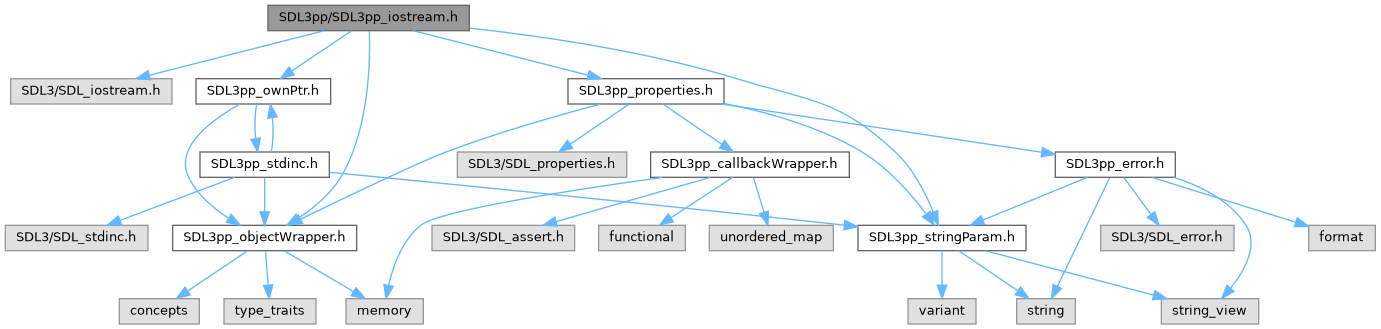 SDL3pp/SDL3pp_iostream.h
SDL3/SDL_iostream.h
SDL3pp_ownPtr.h
SDL3pp_properties.h
SDL3pp_stdinc.h
SDL3/SDL_properties.h
SDL3pp_callbackWrapper.h
SDL3pp_error.h
SDL3/SDL_stdinc.h
SDL3pp_objectWrapper.h
SDL3/SDL_assert.h
functional
unordered_map
SDL3pp_stringParam.h
SDL3/SDL_error.h
format
concepts
type_traits
memory
variant
string
string_view